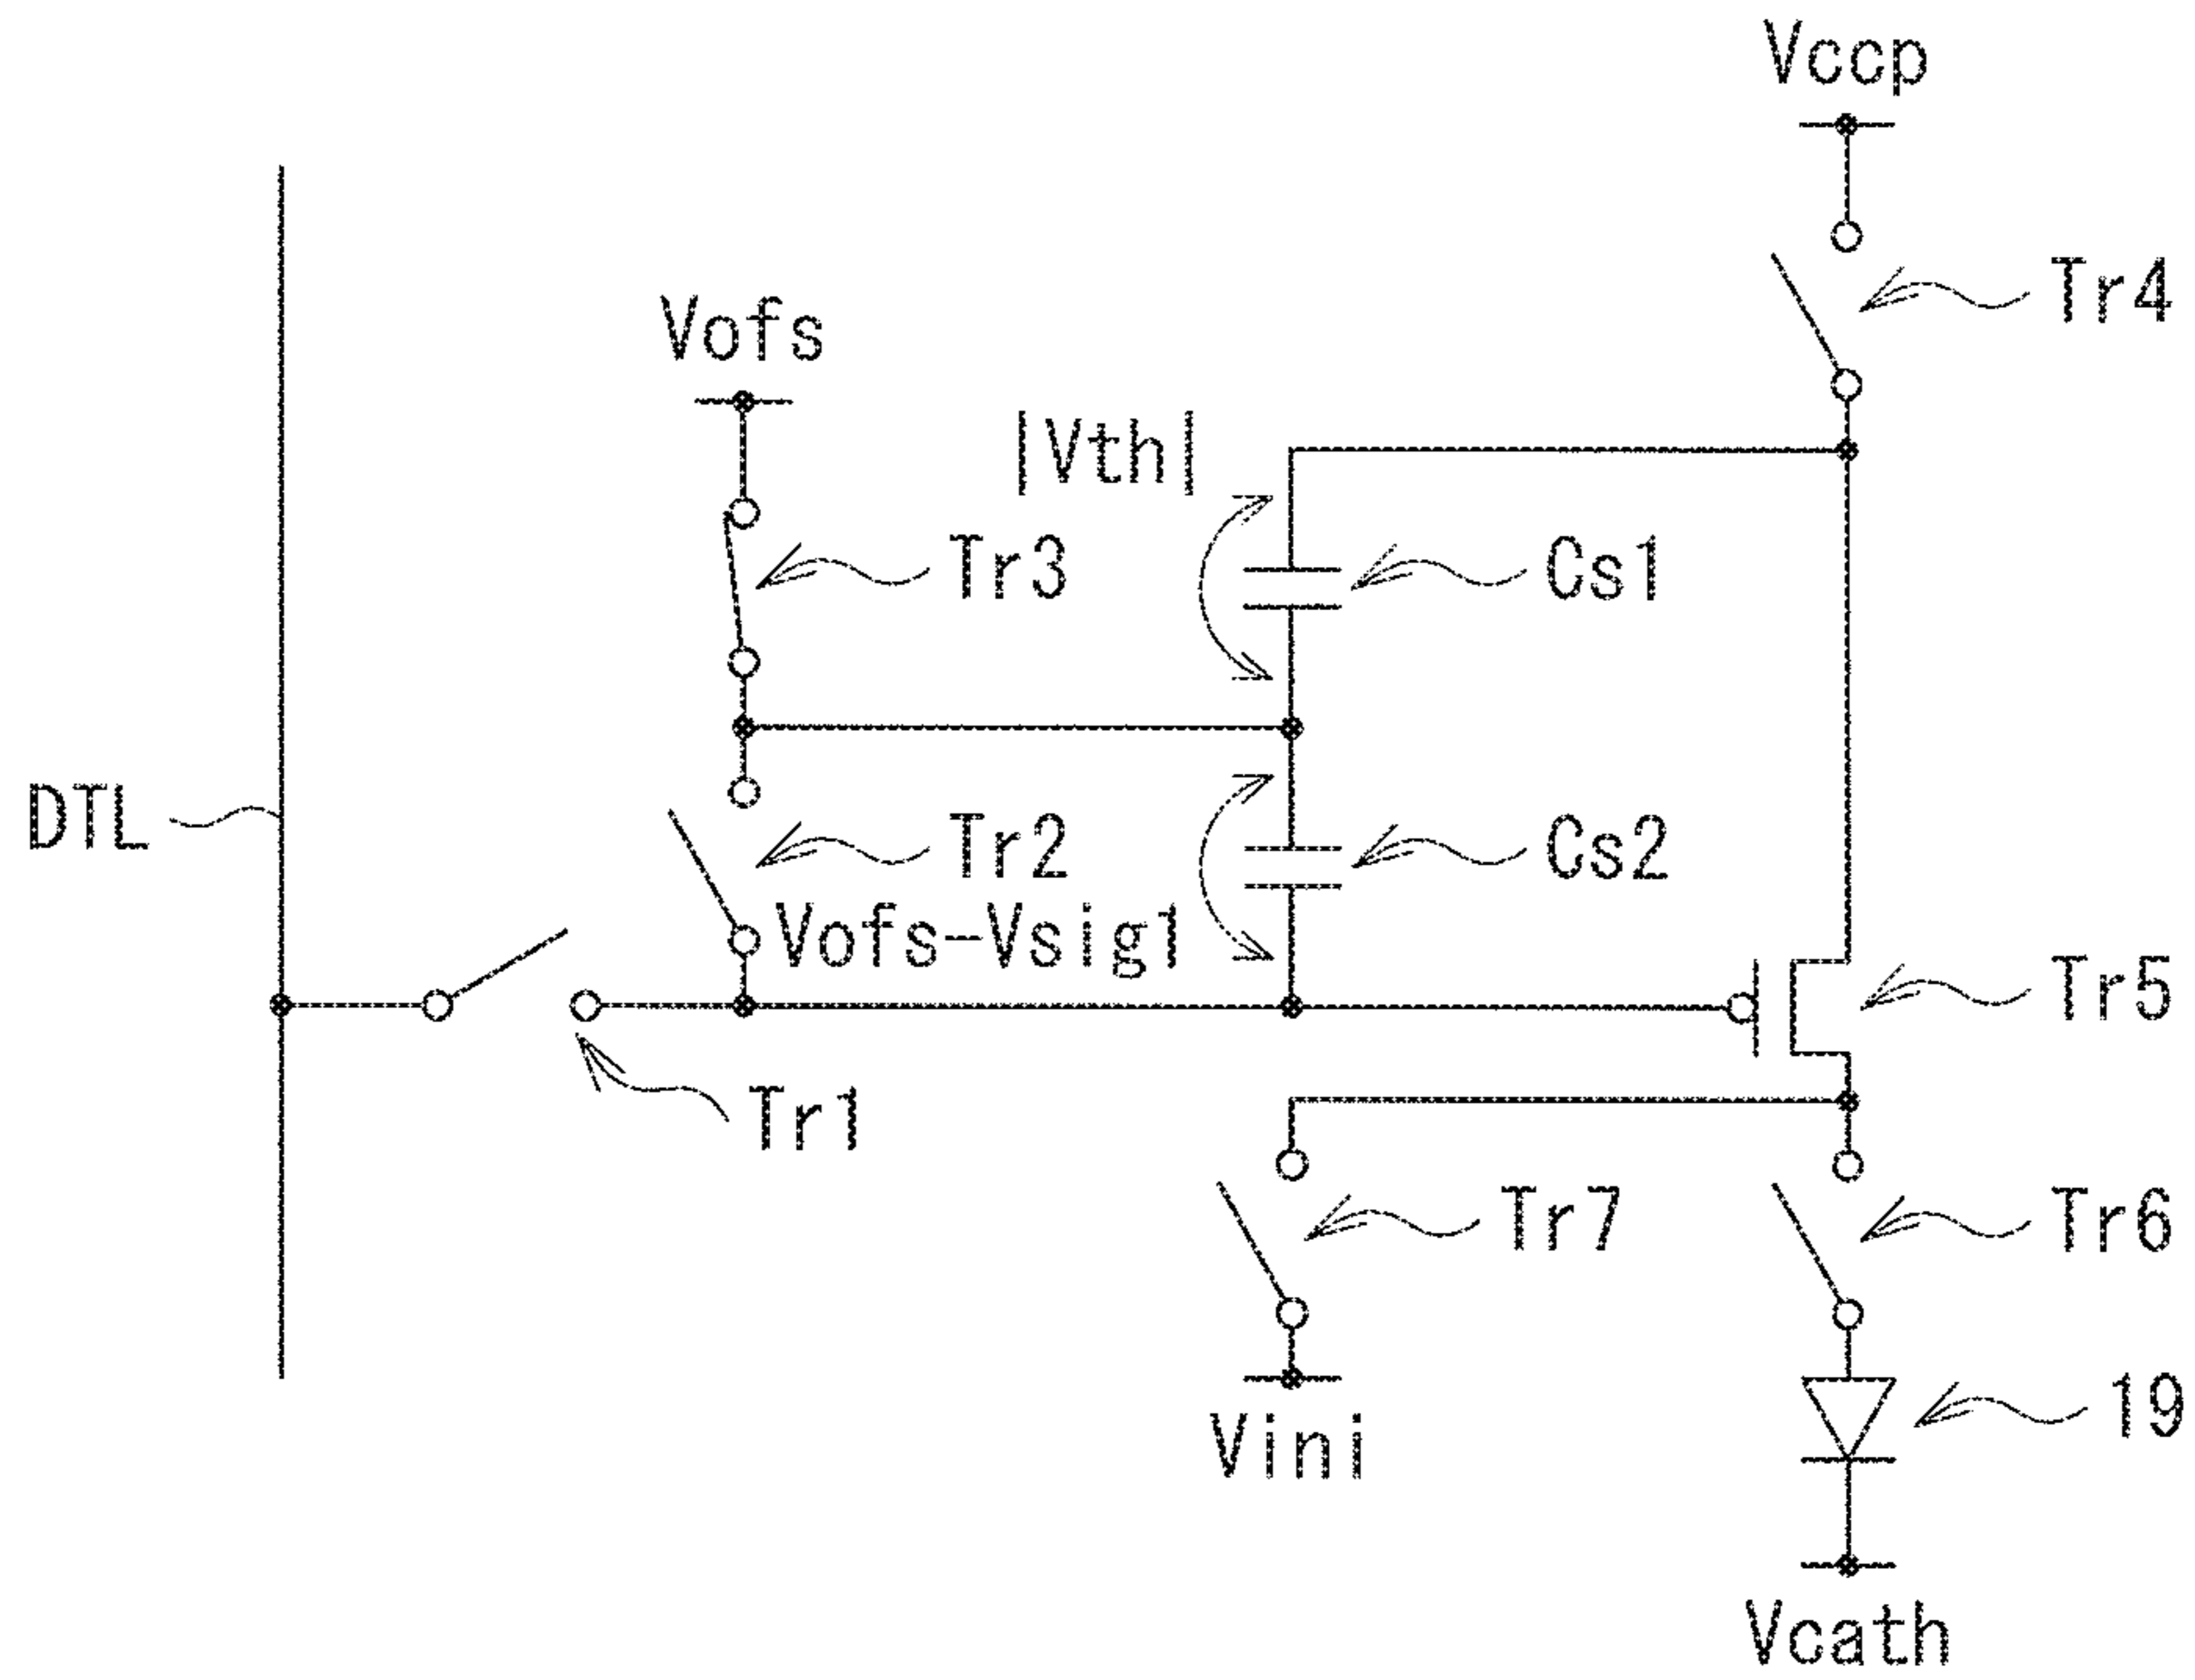 Vccp
Tr4
Vofs
|Vth|
Tr3
Cs1
DTL
Tr2
Cs2
Vofs-Vsig1
Tr5
Tr1
Tr7
Tr6
19
Vini
Vcath